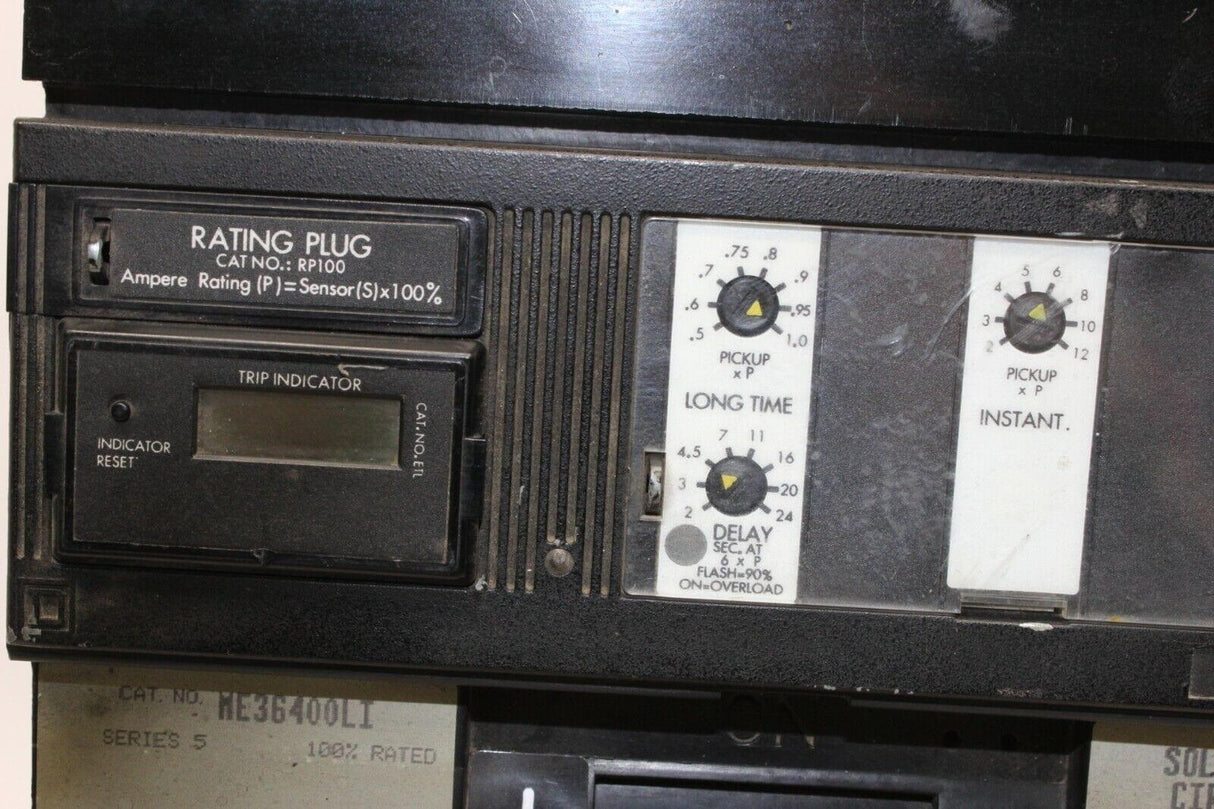 RATING PLUG
CAT NO.: RP100
Ampere Rating (P)=Sensor(S)x100%
TRIP INDICATOR
INDICATOR
RESET
CAT. NO. ETL
.5 .6 .7 .75 .8 .9 .95 1.0
PICKUP
x P
LONG TIME
2 3 4.5 7 11 16 20 24
DELAY
SEC. AT
6 x P
FLASH=90%
ON=OVERLOAD
2 3 4 5 6 8 10 12
PICKUP
x P
INSTANT.
CAT. NO. ME36400LI
SERIES 5 100% RATED
ON